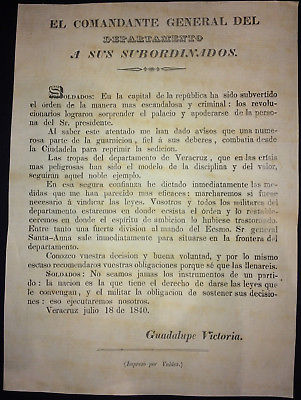 EL COMANDANTE GENERAL DEL
DEPARTAMENTO
A SUS SUBORDINADOS.
SOLDADOS: En la capital de la república ha sido subvertido
el órden de la manera mas escandalosa y criminal: los revolu-
cionarios lograron sorprender el palacio y apoderarse de la perso-
na del Sr. presidente.
Al saber este atentado me han dado avisos que una nume-
rosa parte de la guarnicion, fiel á sus deberes, combatia desde
la Ciudadela para reprimir la sedicion.
Las tropas del departamento de Veracruz, que en las crisis
mas peligrosas han sido el modelo de la disciplina y del valor,
seguirán aquel noble ejemplo.
En esa segura confianza he dictado inmediatamente las me-
didas que me han parecido mas eficaces: marcharemos si fuese
necesario á vindicar las leyes. Vosotros y todos los militares del
departamento estaremos en donde ecsista el órden y lo restable-
ceremos en donde el espíritu de ambicion lo hubiese trastornado.
Entre tanto una fuerte division al mando del Ecsmo. Sr general
Santa-Anna sale inmediatamente para situarse en la frontera del
departamento.
Conozco vuestra decision y buena voluntad, y por lo mismo
escuso recomendaros vuestras obligaciones porque sé que las llenareis.
SOLDADOS: No seamos jamas los instrumentos de un parti-
do: la nacion es la que tiene el derecho de darse las leyes que
le convengan, y el militar la obligacion de sostener sus decisio-
nes: eso ejecutaremos nosotros.
Veracruz julio 18 de 1840.
Guadalupe Victoria.
(Impreso por Valdes.)